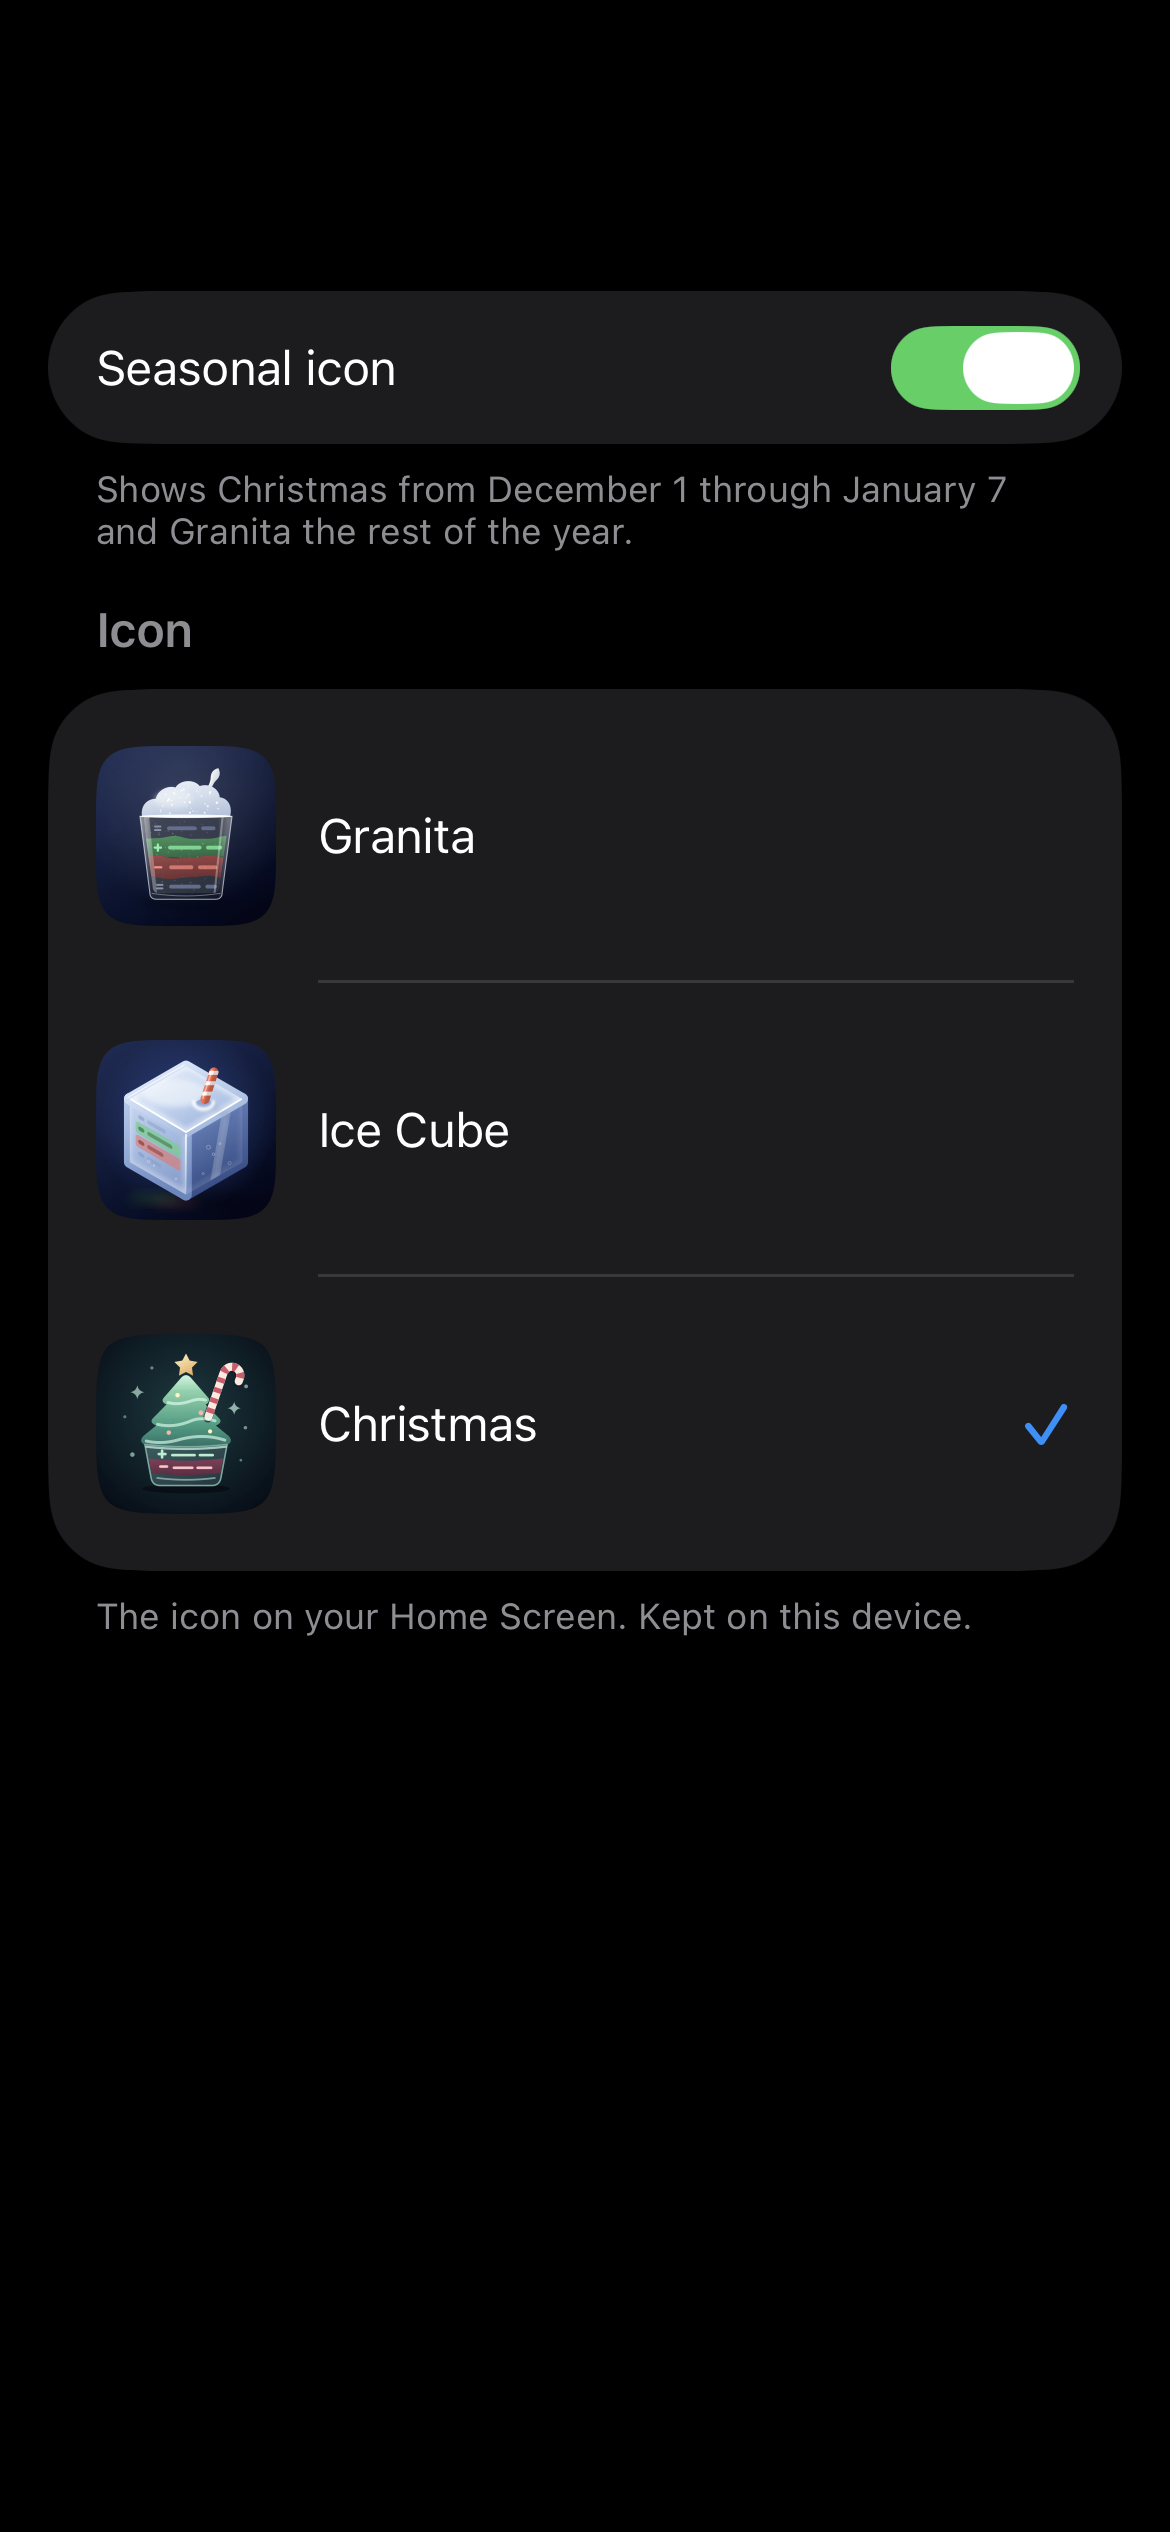 Seasonal icon
Shows Christmas from December 1 through January 7
and Granita the rest of the year.
Icon
Granita
Ice Cube
Christmas
The icon on your Home Screen. Kept on this device.